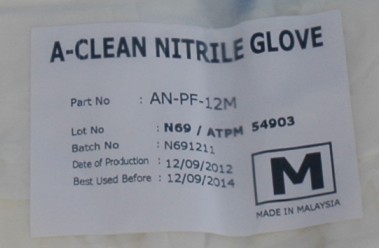 A-CLEAN NITRILE GLOVE
Part No : AN-PF-12M
Lot No : N69 / ATPM 54903
Batch No : N691211
Date of Production : 12/09/2012
Best Used Before : 12/09/2014
M
MADE IN MALAYSIA